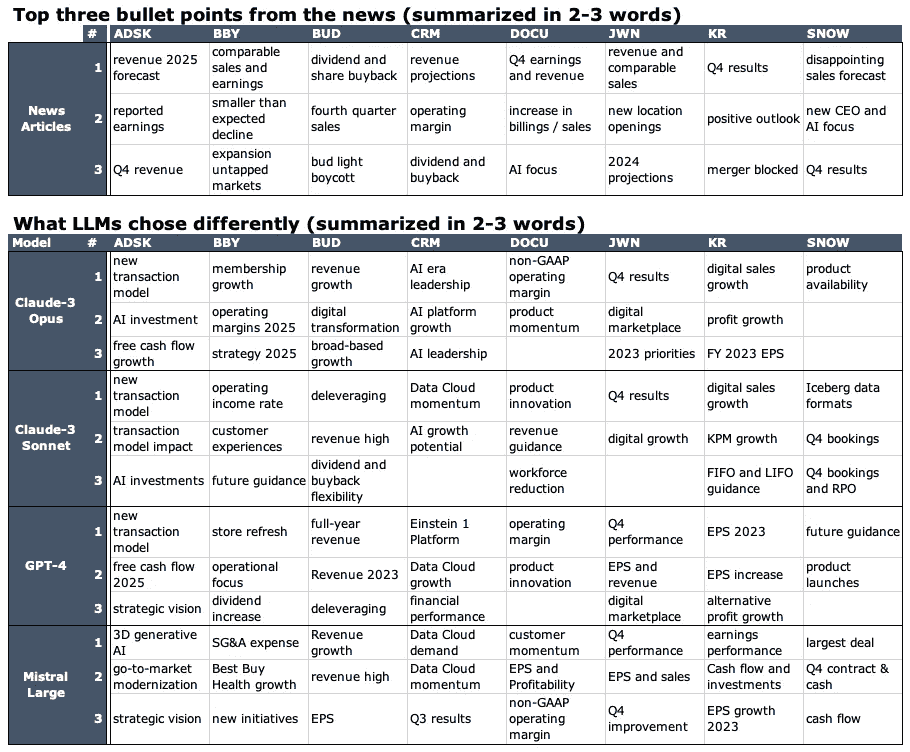 Top three bullet points from the news (summarized in 2-3 words)
# ADSK BBY BUD CRM DOCU JWN KR SNOW
News Articles
1 revenue 2025 forecast comparable sales and earnings dividend and share buyback revenue projections Q4 earnings and revenue revenue and comparable sales Q4 results disappointing sales forecast
2 reported earnings smaller than expected decline fourth quarter sales operating margin increase in billings / sales new location openings positive outlook new CEO and AI focus
3 Q4 revenue expansion untapped markets bud light boycott dividend and buyback AI focus 2024 projections merger blocked Q4 results
What LLMs chose differently (summarized in 2-3 words)
Model # ADSK BBY BUD CRM DOCU JWN KR SNOW
Claude-3 Opus
1 new transaction model membership growth revenue growth AI era leadership non-GAAP operating margin Q4 results digital sales growth product availability
2 AI investment operating margins 2025 digital transformation AI platform growth product momentum digital marketplace profit growth
3 free cash flow growth strategy 2025 broad-based growth AI leadership 2023 priorities FY 2023 EPS
Claude-3 Sonnet
1 new transaction model operating income rate deleveraging Data Cloud momentum product innovation Q4 results digital sales growth Iceberg data formats
2 transaction model impact customer experiences revenue high AI growth potential revenue guidance digital growth KPM growth Q4 bookings
3 AI investments future guidance dividend and buyback flexibility workforce reduction FIFO and LIFO guidance Q4 bookings and RPO
GPT-4
1 new transaction model store refresh full-year revenue Einstein 1 Platform operating margin Q4 performance EPS 2023 future guidance
2 free cash flow 2025 operational focus Revenue 2023 Data Cloud growth product innovation EPS and revenue EPS increase product launches
3 strategic vision dividend increase deleveraging financial performance digital marketplace alternative profit growth
Mistral Large
1 3D generative AI SG&A expense Revenue growth Data Cloud demand customer momentum Q4 performance earnings performance largest deal
2 go-to-market modernization Best Buy Health growth revenue high Data Cloud momentum EPS and Profitability EPS and sales Cash flow and investments Q4 contract & cash
3 strategic vision new initiatives EPS Q3 results non-GAAP operating margin Q4 improvement EPS growth 2023 cash flow